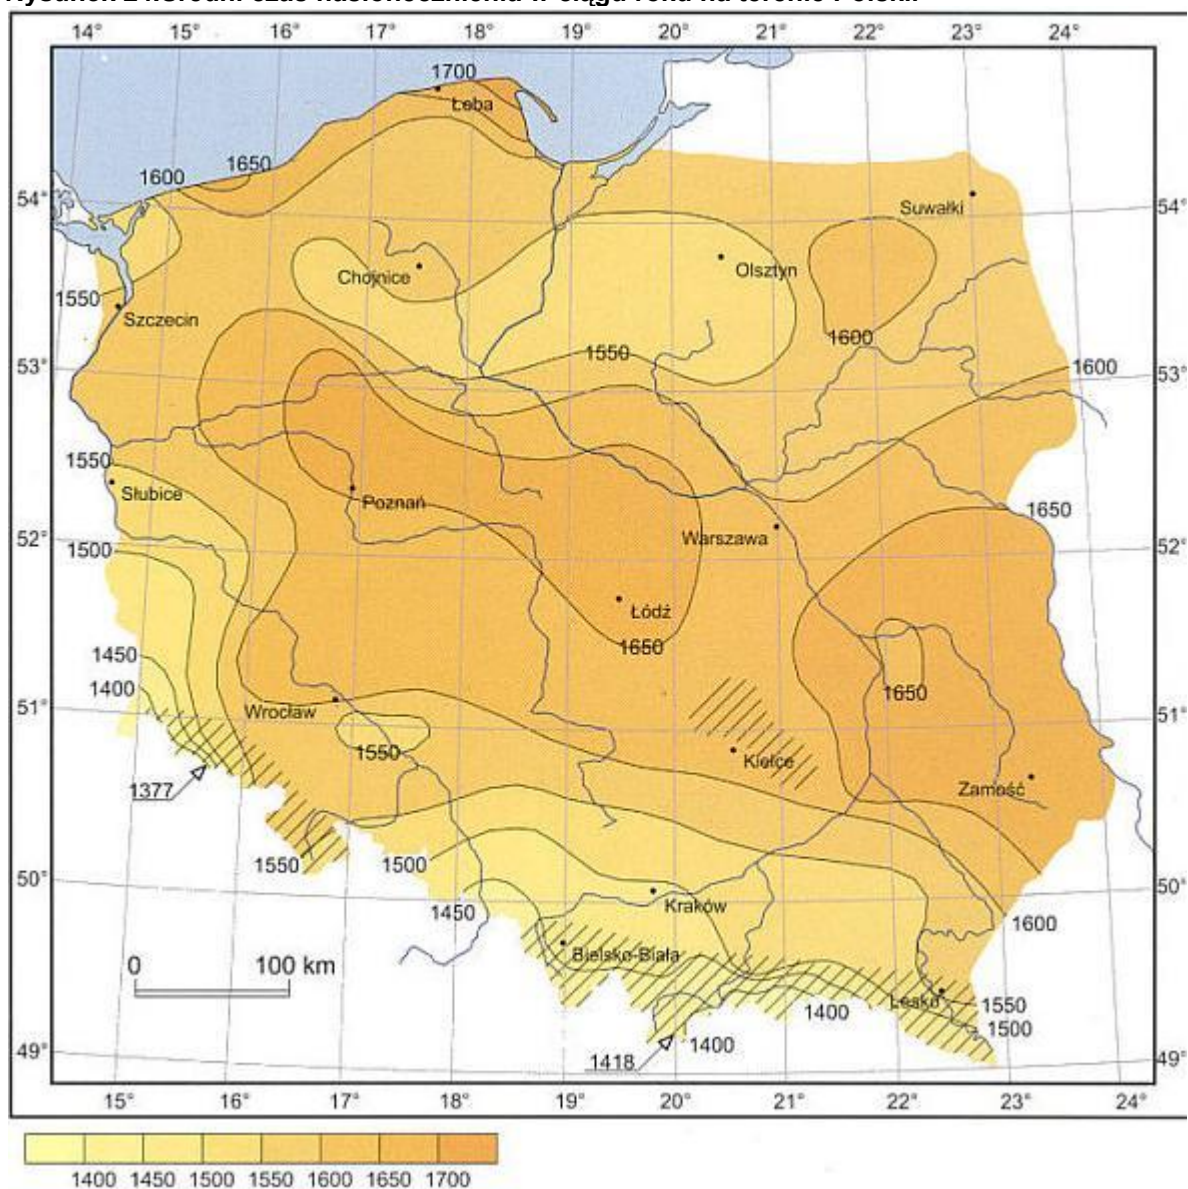 14° 15° 16° 17° 18° 19° 20° 21° 22° 23° 24°
1700
Łeba
1650
1600
54°
54°
Suwałki
Chojnice
Olsztyn
1550
Szczecin
1600
1550
53°
1600
53°
1550
Słubice
Poznań
1650
Warszawa
52°
52°
1500
Łódź
1650
1450
1400
1650
51°
Wrocław
51°
1550
Kielce
1377
Zamość
1550
1500
50°
50°
Kraków
1450
1600
Bielsko-Biała
0 100 km
Lesko
1550
1400
1500
49°
1418
1400
49°
15° 16° 17° 18° 19° 20° 21° 22° 23° 24°
1400 1450 1500 1550 1600 1650 1700